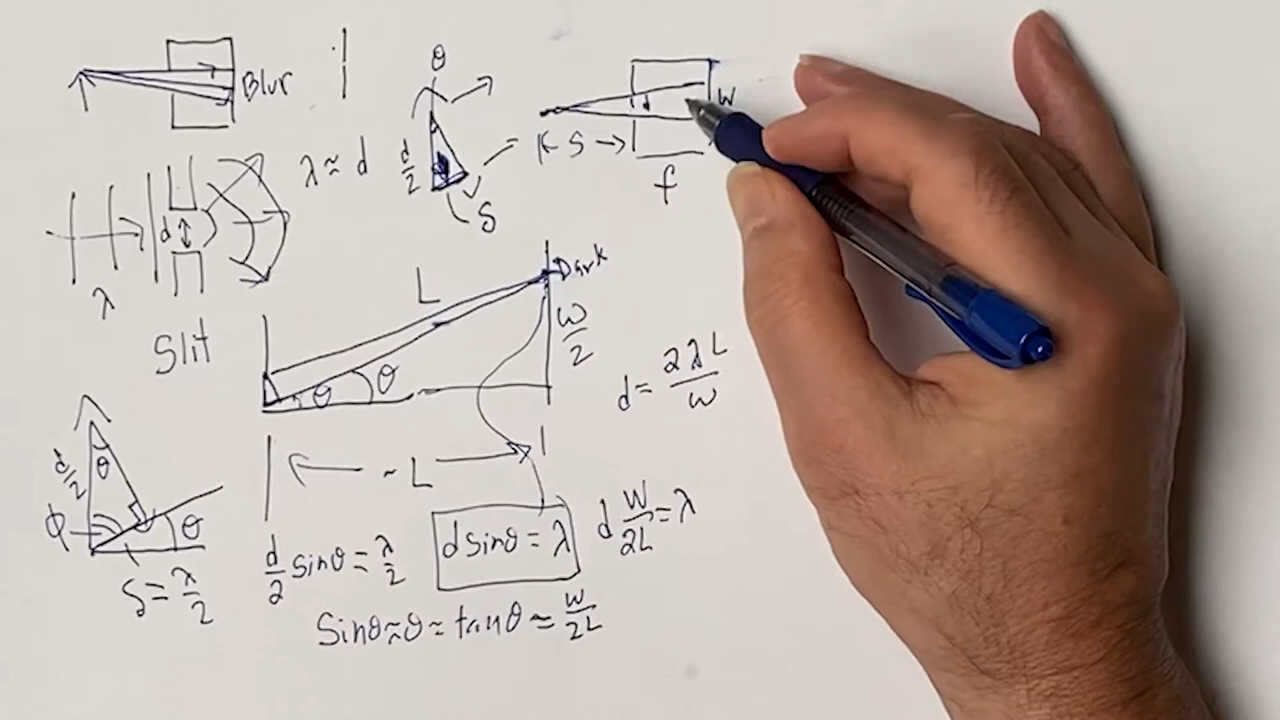 Blur
θ
w
λ ≈ d
d/2
S
K S →
f
d
λ
Slit
L
Dark
w/2
θ
θ
d = 2λL/w
~L
d/2
θ
φ
θ
S = λ/2
d/2 sinθ = λ/2
d sinθ = λ
d w/2L = λ
Sinθ ≈ θ ≈ tanθ ≈ w/2L